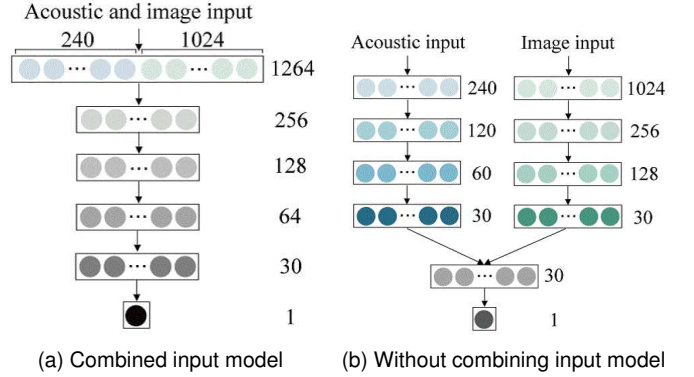 Acoustic and image input
240 1024
··· ··· 1264
··· 256
··· 128
··· 64
··· 30
1
(a) Combined input model
Acoustic input Image input
··· 240 ··· 1024
··· 120 ··· 256
··· 60 ··· 128
··· 30 ··· 30
··· 30
1
(b) Without combining input model